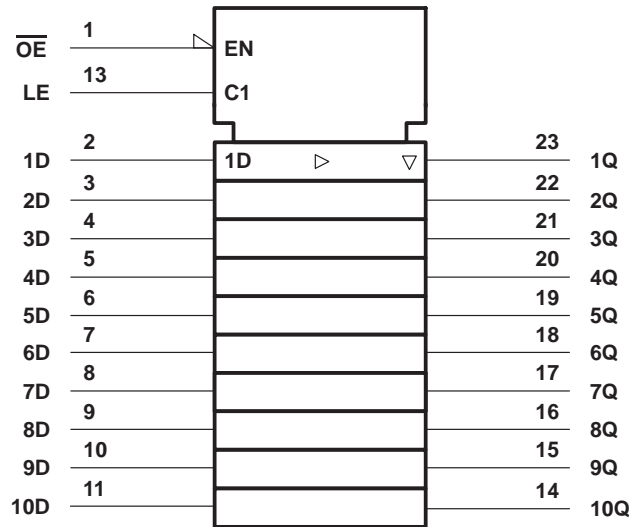 OE 1 EN
LE 13 C1
1D 2 1D 23 1Q
2D 3 22 2Q
3D 4 21 3Q
4D 5 20 4Q
5D 6 19 5Q
6D 7 18 6Q
7D 8 17 7Q
8D 9 16 8Q
9D 10 15 9Q
10D 11 14 10Q